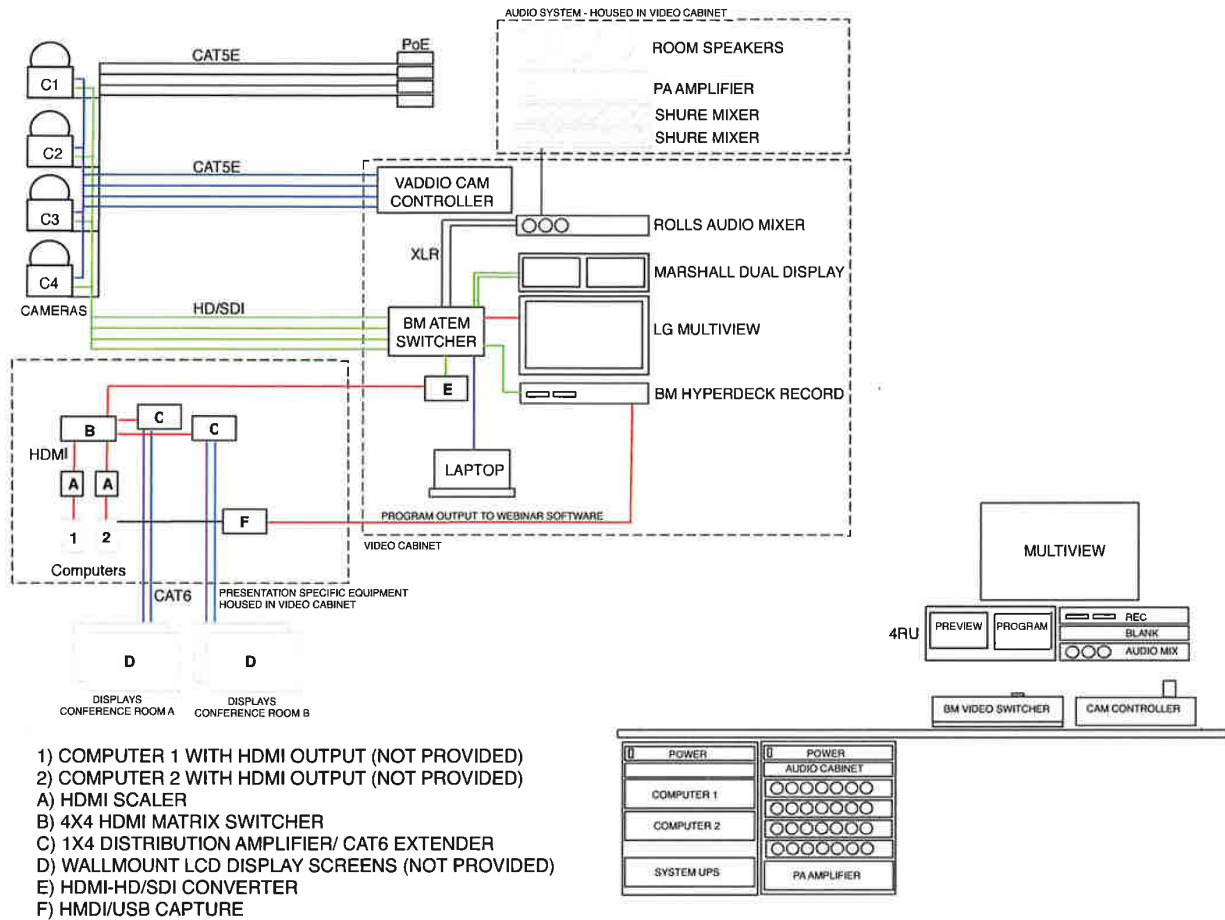 AUDIO SYSTEM - HOUSED IN VIDEO CABINET
ROOM SPEAKERS
PA AMPLIFIER
SHURE MIXER
SHURE MIXER
CAT5E
PoE
C1
C2
C3
C4
CAMERAS
CAT5E
VADDIO CAM
CONTROLLER
ROLLS AUDIO MIXER
XLR
MARSHALL DUAL DISPLAY
HD/SDI
BM ATEM
SWITCHER
LG MULTIVIEW
E
BM HYPERDECK RECORD
LAPTOP
PROGRAM OUTPUT TO WEBINAR SOFTWARE
VIDEO CABINET
B
C
C
HDMI
A
A
F
1
2
Computers
CAT6
PRESENTATION SPECIFIC EQUIPMENT
HOUSED IN VIDEO CABINET
D
D
DISPLAYS
CONFERENCE ROOM A
DISPLAYS
CONFERENCE ROOM B
1) COMPUTER 1 WITH HDMI OUTPUT (NOT PROVIDED)
2) COMPUTER 2 WITH HDMI OUTPUT (NOT PROVIDED)
A) HDMI SCALER
B) 4X4 HDMI MATRIX SWITCHER
C) 1X4 DISTRIBUTION AMPLIFIER/ CAT6 EXTENDER
D) WALLMOUNT LCD DISPLAY SCREENS (NOT PROVIDED)
E) HDMI-HD/SDI CONVERTER
F) HMDI/USB CAPTURE
MULTIVIEW
4RU
PREVIEW
PROGRAM
REC
BLANK
AUDIO MIX
BM VIDEO SWITCHER
CAM CONTROLLER
POWER
COMPUTER 1
COMPUTER 2
SYSTEM UPS
POWER
AUDIO CABINET
PA AMPLIFIER